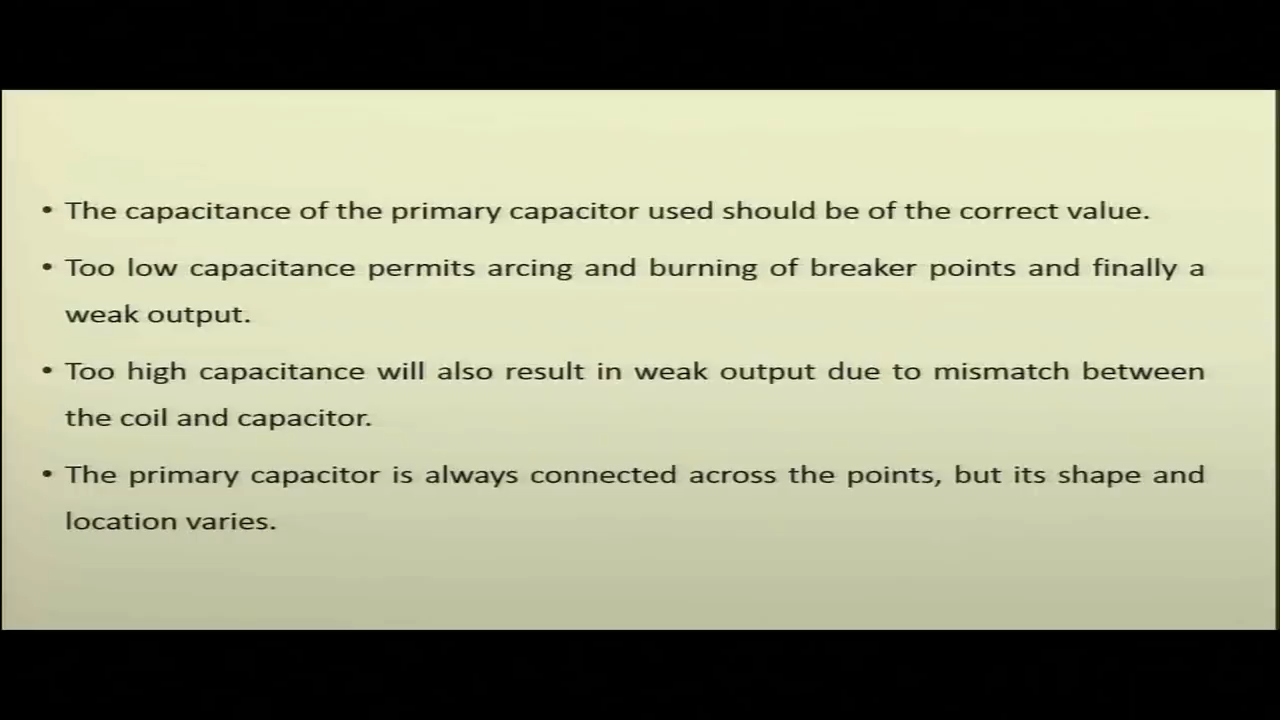 • The capacitance of the primary capacitor used should be of the correct value.
• Too low capacitance permits arcing and burning of breaker points and finally a
weak output.
• Too high capacitance will also result in weak output due to mismatch between
the coil and capacitor.
• The primary capacitor is always connected across the points, but its shape and
location varies.